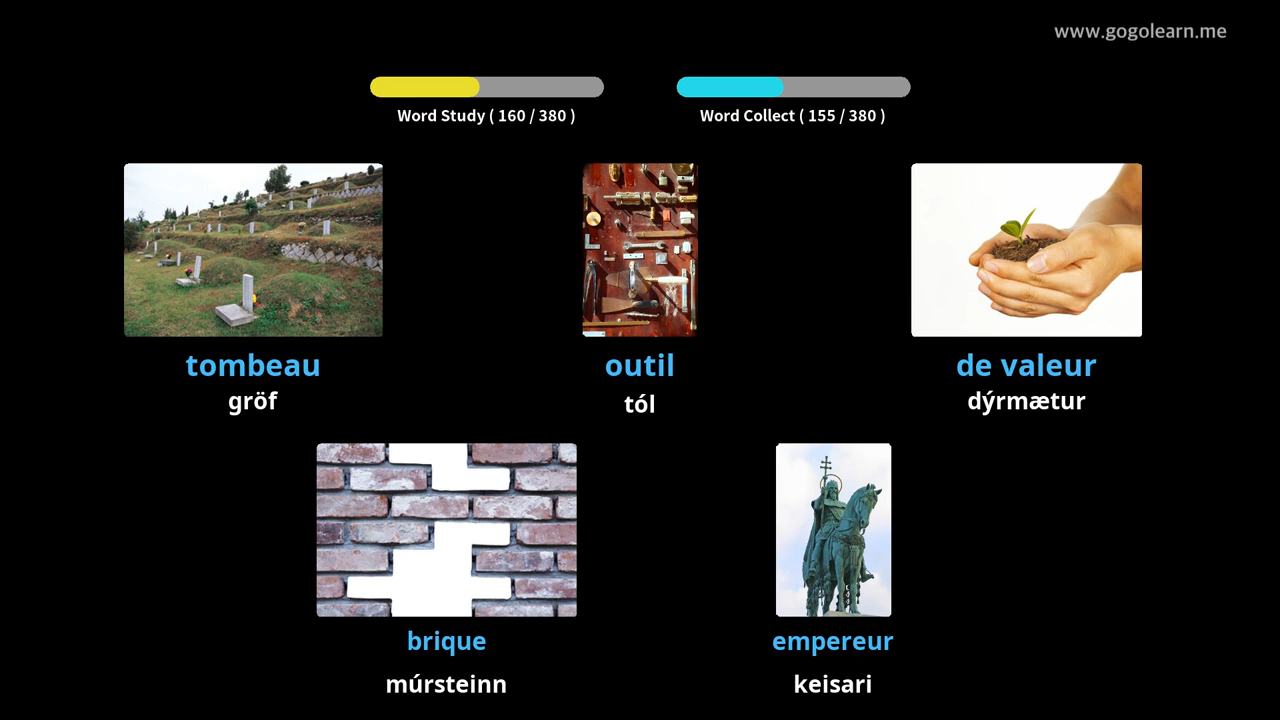 www.gogolearn.me
Word Study ( 160 / 380 )
Word Collect ( 155 / 380 )
tombeau
gröf
outil
tól
de valeur
dýrmætur
brique
múrsteinn
empereur
keisari